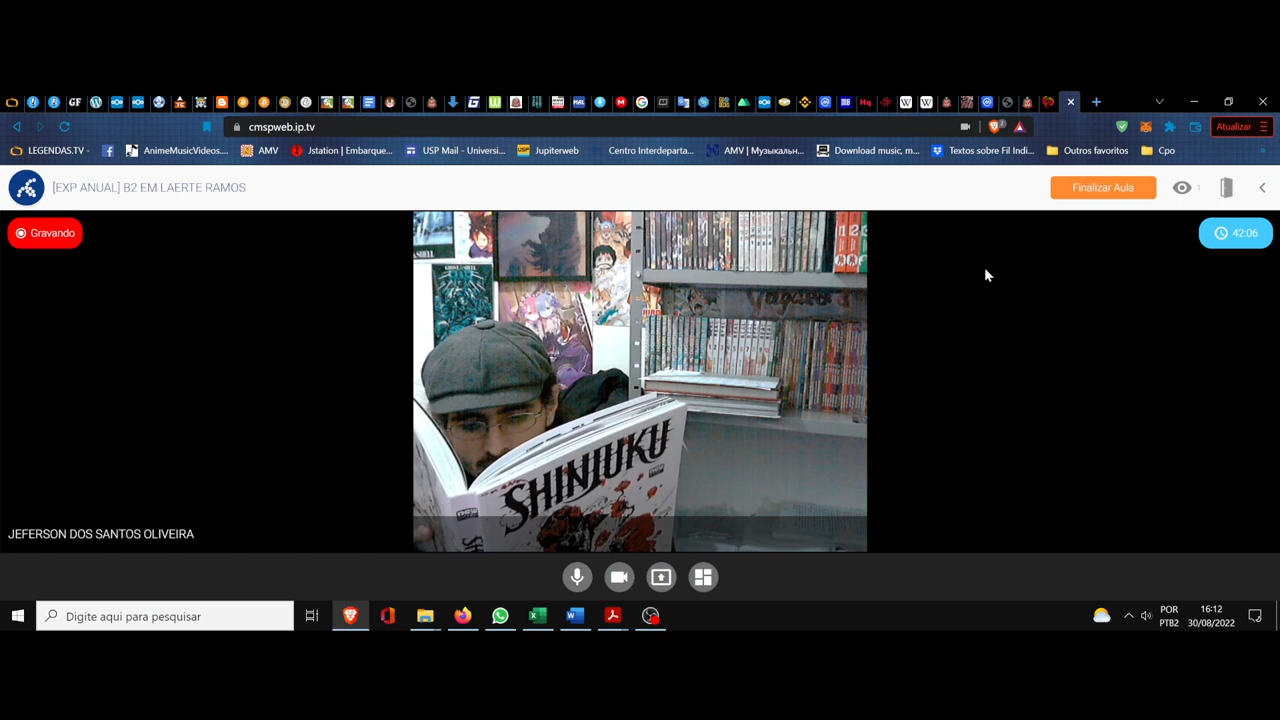 cmspweb.ip.tv
Atualizar
LEGENDAS.TV -
AnimeMusicVideos....
AMV
Jstation | Embarque...
USP Mail - Universi...
Jupiterweb
Centro Interdeparta...
AMV | Музыкальн...
Download music, m...
Textos sobre Fil Indi...
Outros favoritos
Cpo
[EXP ANUAL] B2 EM LAERTE RAMOS
Finalizar Aula
1
Gravando
42:06
SHINJUKU
JEFERSON DOS SANTOS OLIVEIRA
Digite aqui para pesquisar
POR
PTB2
16:12
30/08/2022